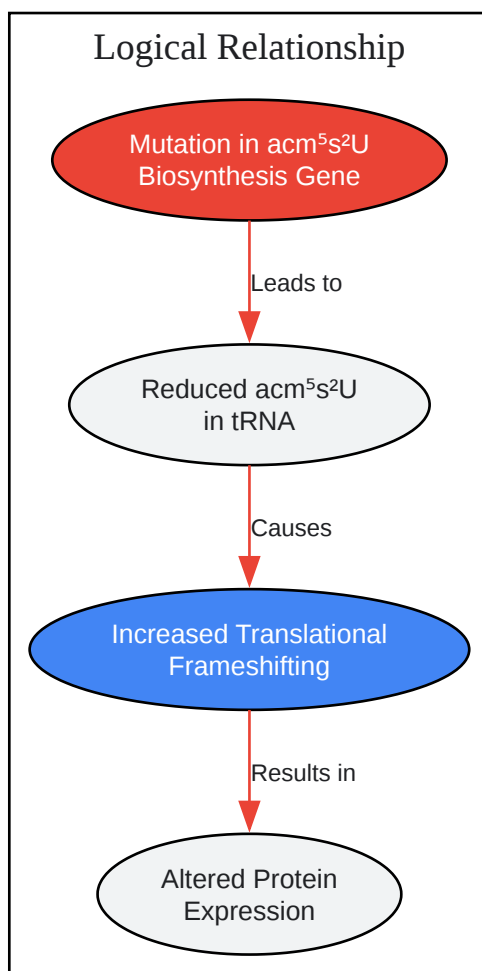 Logical Relationship
Mutation in acm⁵s²U
Biosynthesis Gene
Leads to
Reduced acm⁵s²U
in tRNA
Causes
Increased Translational
Frameshifting
Results in
Altered Protein
Expression